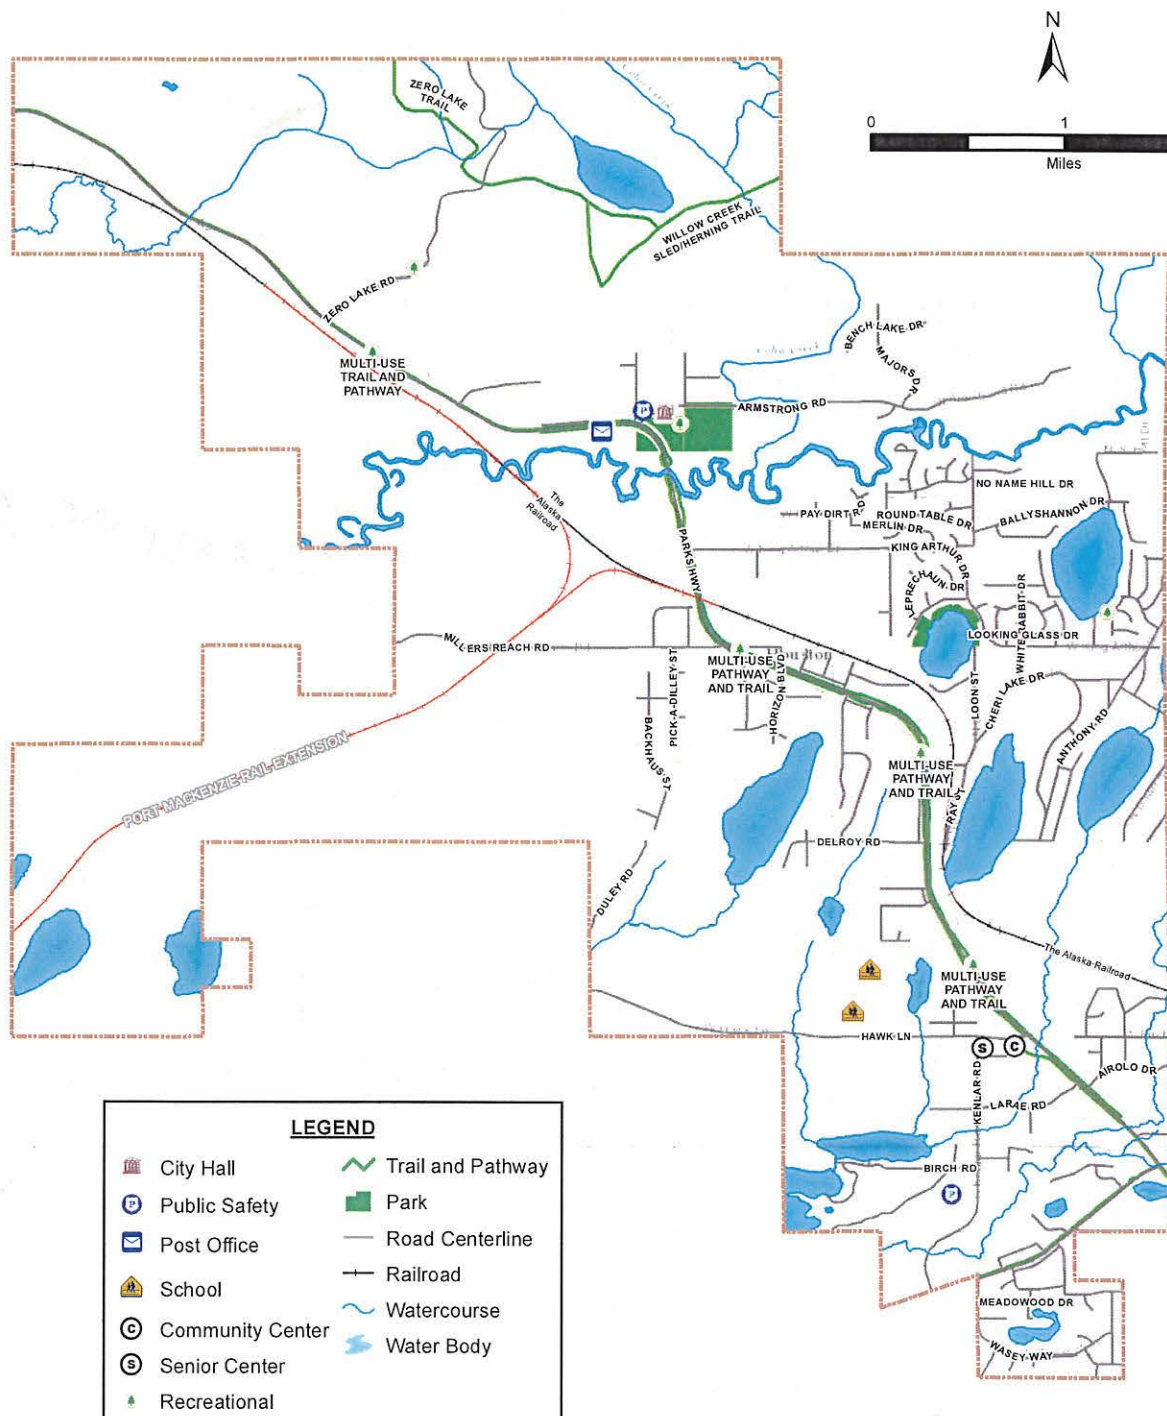 N
0 1
Miles
ZERO LAKE
TRAIL
WILLOW CREEK
SLED/HERNING TRAIL
ZERO LAKE RD
BENCH LAKE DR
MAJORS DR
MULTI-USE
TRAIL AND
PATHWAY
P
ARMSTRONG RD
The
Alaska
Railroad
NO NAME HILL DR
PAY DIRT RD
ROUND TABLE DR
MERLIN DR
BALLYSHANNON DR
PARKS HWY
KING ARTHUR DR
LEPRECHAUN DR
WHITE RABBIT DR
LOOKING GLASS DR
MILLERS REACH RD
Houston
MULTI-USE
PATHWAY
AND TRAIL
PICK-A-DILLEY ST
HORIZON BLVD
LOON ST
CHERI LAKE DR
ANTHONY RD
BACKHAUS ST
PORT MACKENZIE RAIL EXTENSION
MULTI-USE
PATHWAY
AND TRAIL
RAY ST
DELROY RD
DULEY RD
The Alaska Railroad
MULTI-USE
PATHWAY
AND TRAIL
HAWK LN
S C
KENLAR RD
AIROLO DR
LARAE RD
BIRCH RD
P
MEADOWOOD DR
WASEY WAY
LEGEND
City Hall
P Public Safety
Post Office
School
C Community Center
S Senior Center
Recreational
Trail and Pathway
Park
Road Centerline
Railroad
Watercourse
Water Body